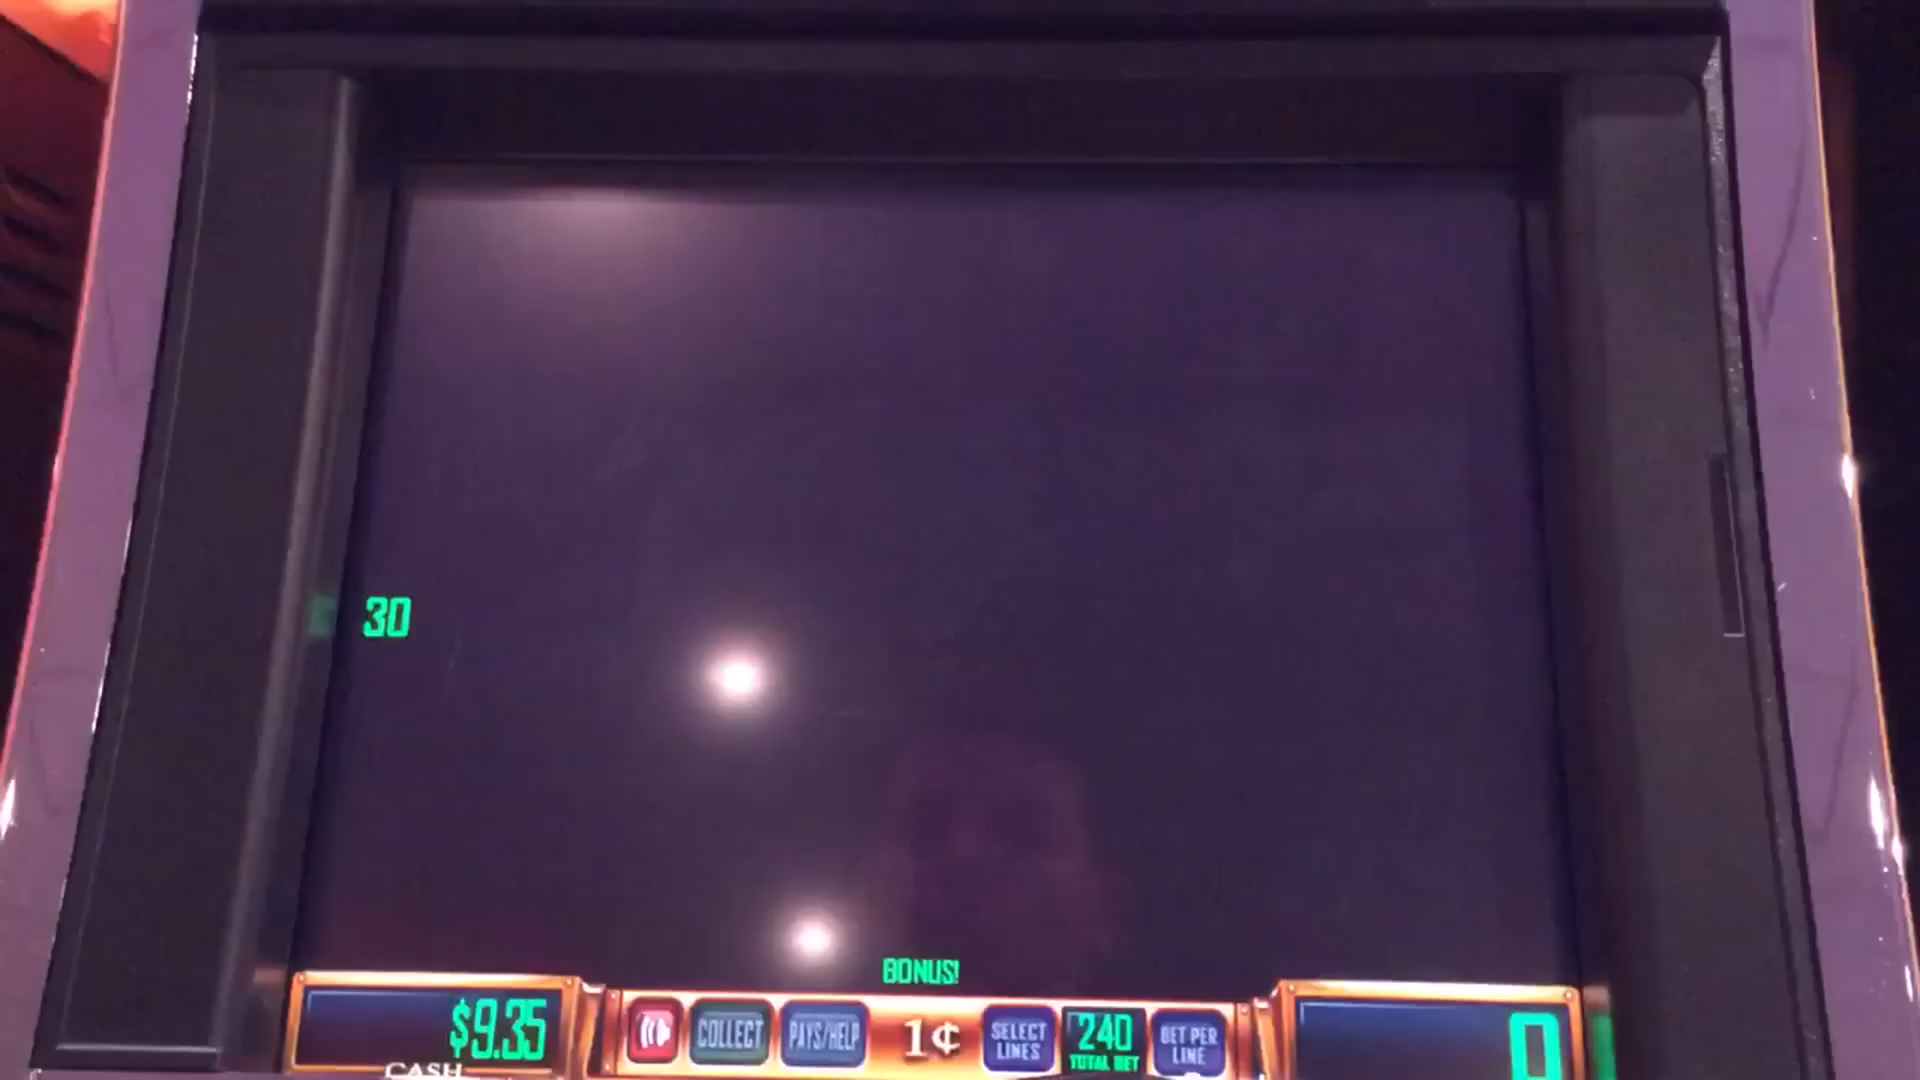 30
BONUS!
$9.35
CASH
COLLECT
PAYS/HELP
1¢
SELECT
LINES
240
TOTAL BET
BET PER
LINE
0